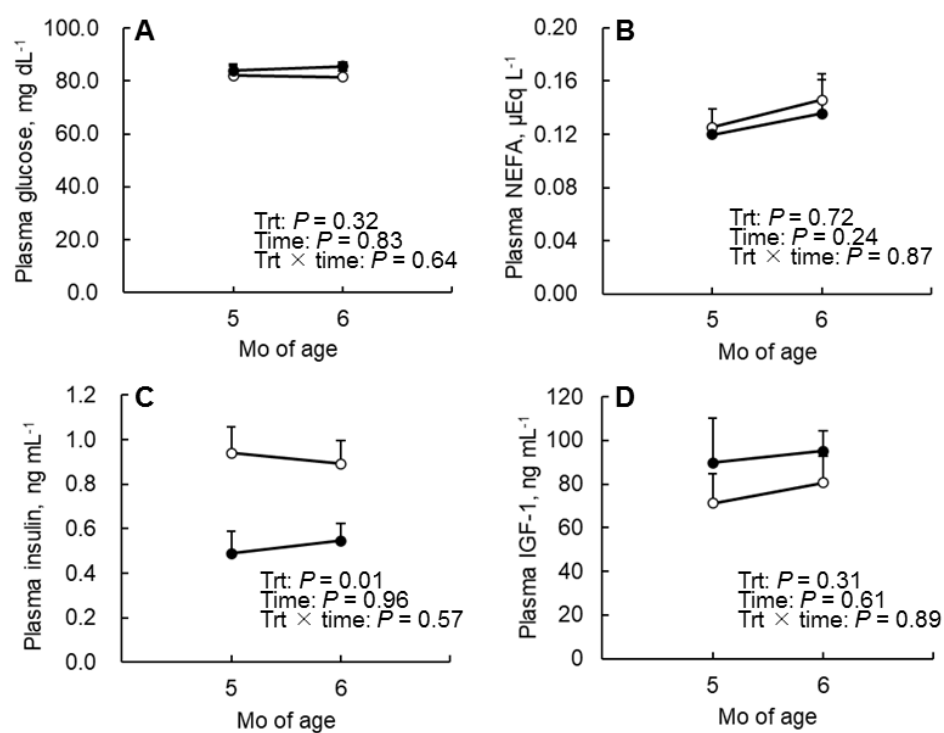 A
Plasma glucose, mg dL⁻¹
100.0
80.0
60.0
40.0
20.0
0.0
Trt: P = 0.32
Time: P = 0.83
Trt × time: P = 0.64
5 6
Mo of age
B
Plasma NEFA, µEq L⁻¹
0.20
0.16
0.12
0.08
0.04
0.00
Trt: P = 0.72
Time: P = 0.24
Trt × time: P = 0.87
5 6
Mo of age
C
Plasma insulin, ng mL⁻¹
1.2
1.0
0.8
0.6
0.4
0.2
0.0
Trt: P = 0.01
Time: P = 0.96
Trt × time: P = 0.57
5 6
Mo of age
D
Plasma IGF-1, ng mL⁻¹
120
100
80
60
40
20
0
Trt: P = 0.31
Time: P = 0.61
Trt × time: P = 0.89
5 6
Mo of age